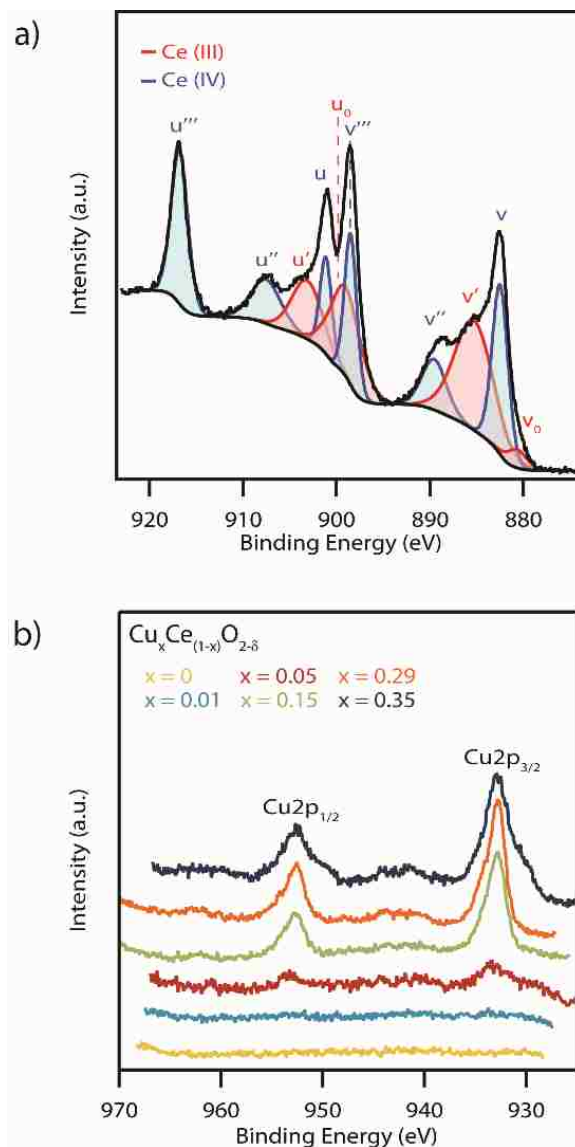 a)
Ce (III)
Ce (IV)
u'''
u''
u'
u
u₀
v'''
v''
v'
v
v₀
Intensity (a.u.)
920 910 900 890 880
Binding Energy (eV)
b)
CuₓCe₍₁₋ₓ₎O₂₋δ
x = 0 x = 0.05 x = 0.29
x = 0.01 x = 0.15 x = 0.35
Cu2p₁/₂
Cu2p₃/₂
Intensity (a.u.)
970 960 950 940 930
Binding Energy (eV)